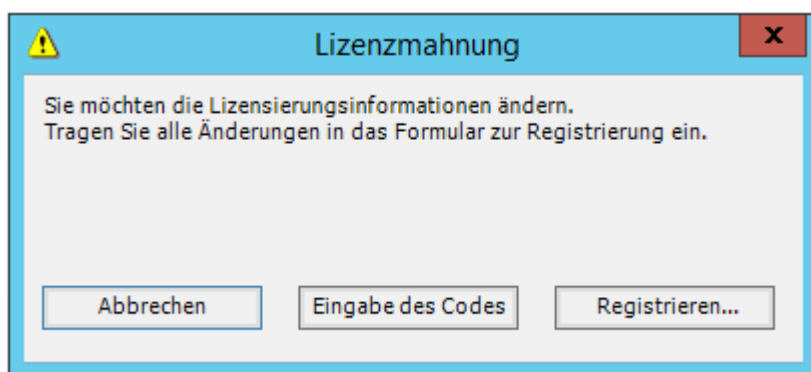 Lizenzmahnung
x
Sie möchten die Lizensierungsinformationen ändern.
Tragen Sie alle Änderungen in das Formular zur Registrierung ein.
Abbrechen Eingabe des Codes Registrieren...